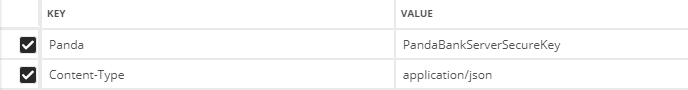 KEY VALUE
Panda PandaBankServerSecureKey
Content-Type application/json